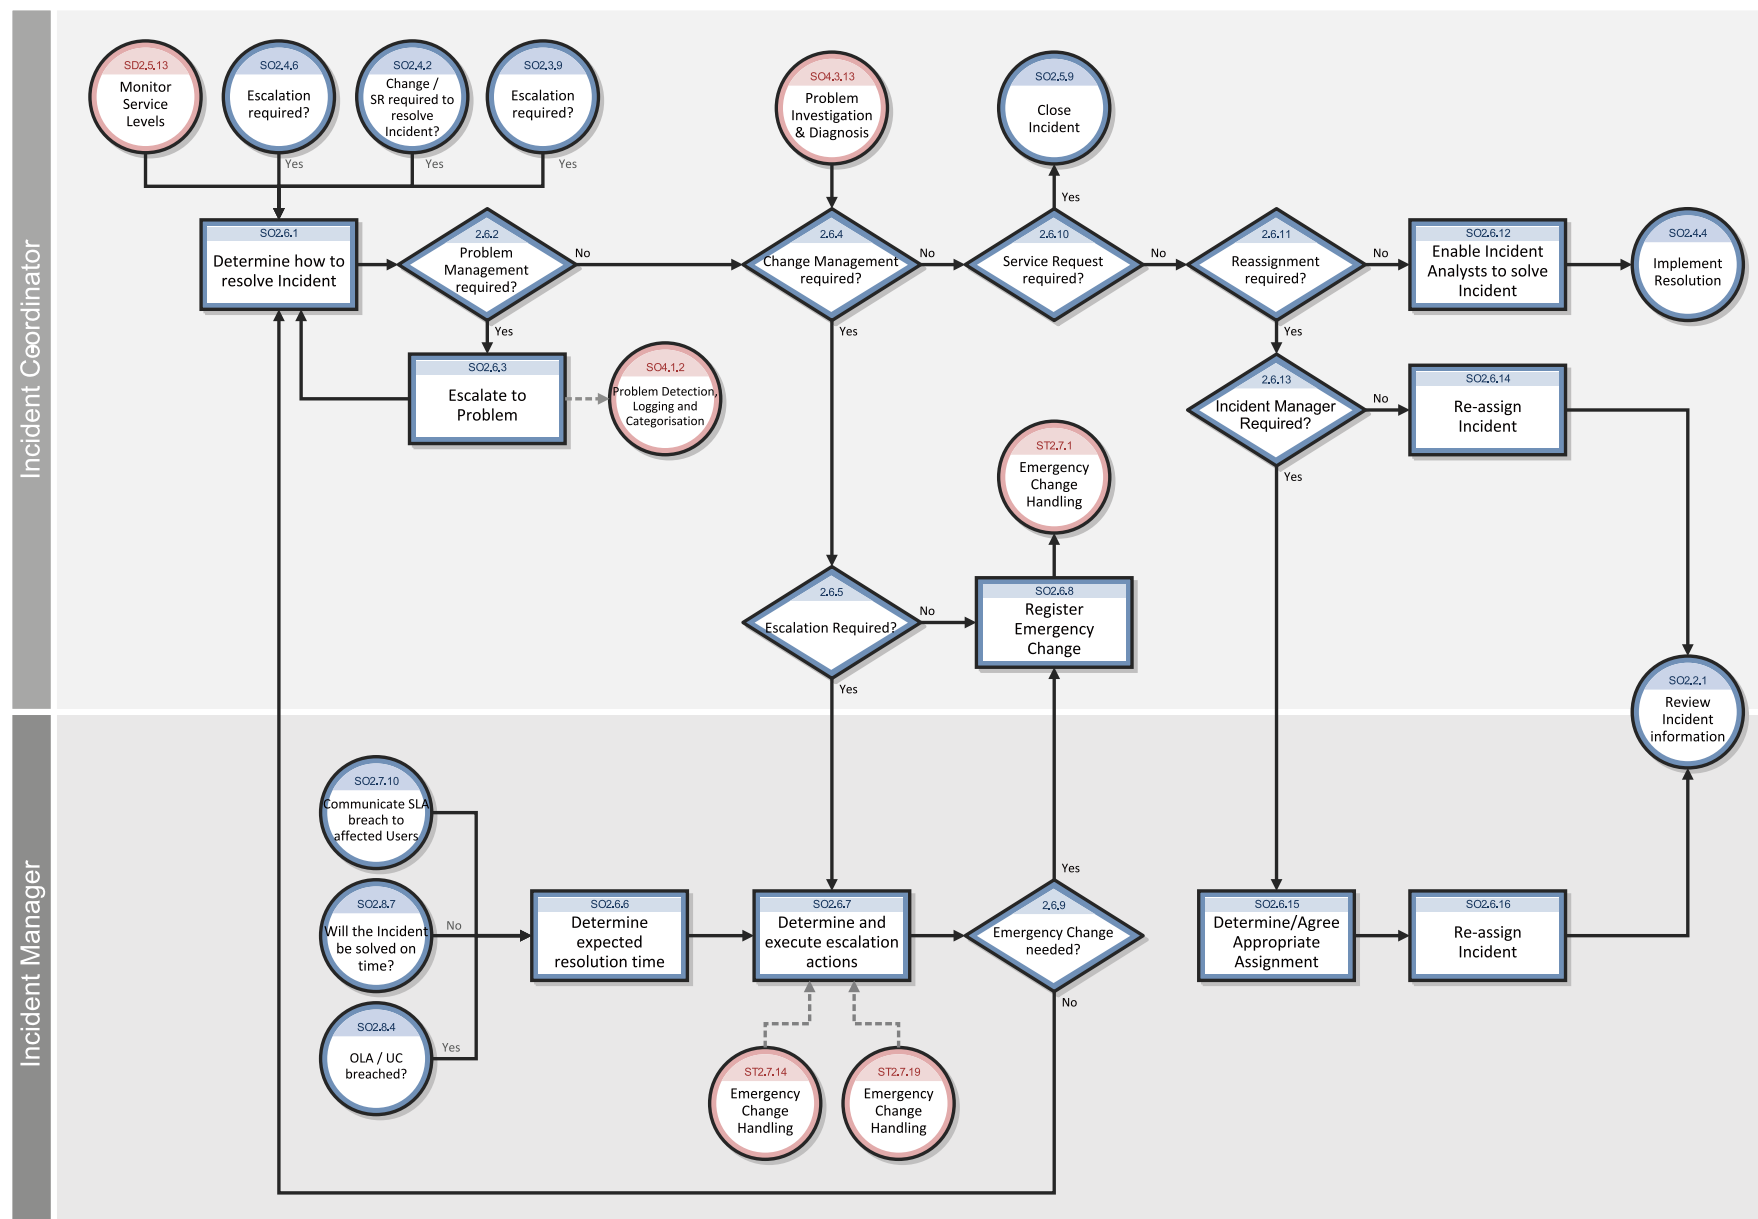 Incident Coordinator
SD2.5.13
Monitor
Service
Levels
SO2.4.6
Escalation
required?
Yes
SO2.4.2
Change /
SR required to
resolve
Incident?
Yes
SO2.3.9
Escalation
required?
Yes
SO4.3.13
Problem
Investigation
& Diagnosis
SO2.5.9
Close
Incident
Yes
SO2.6.1
Determine how to
resolve Incident
2.6.2
Problem
Management
required?
No
Yes
2.6.4
Change Management
required?
No
Yes
2.6.10
Service Request
required?
No
2.6.11
Reassignment
required?
No
Yes
SO2.6.12
Enable Incident
Analysts to solve
Incident
SO2.4.4
Implement
Resolution
SO2.6.3
Escalate to
Problem
SO4.1.2
Problem Detection,
Logging and
Categorisation
2.6.13
Incident Manager
Required?
No
Yes
SO2.6.14
Re-assign
Incident
ST2.7.1
Emergency
Change
Handling
2.6.5
Escalation Required?
No
Yes
SO2.6.8
Register
Emergency
Change
SO2.2.1
Review
Incident
information
Incident Manager
SO2.7.10
Communicate SLA
breach to
affected Users
SO2.8.7
Will the Incident
be solved on
time?
No
SO2.8.4
OLA / UC
breached?
Yes
SO2.6.6
Determine
expected
resolution time
SO2.6.7
Determine and
execute escalation
actions
Yes
2.6.9
Emergency Change
needed?
No
SO2.6.15
Determine/Agree
Appropriate
Assignment
SO2.6.16
Re-assign
Incident
ST2.7.14
Emergency
Change
Handling
ST2.7.19
Emergency
Change
Handling